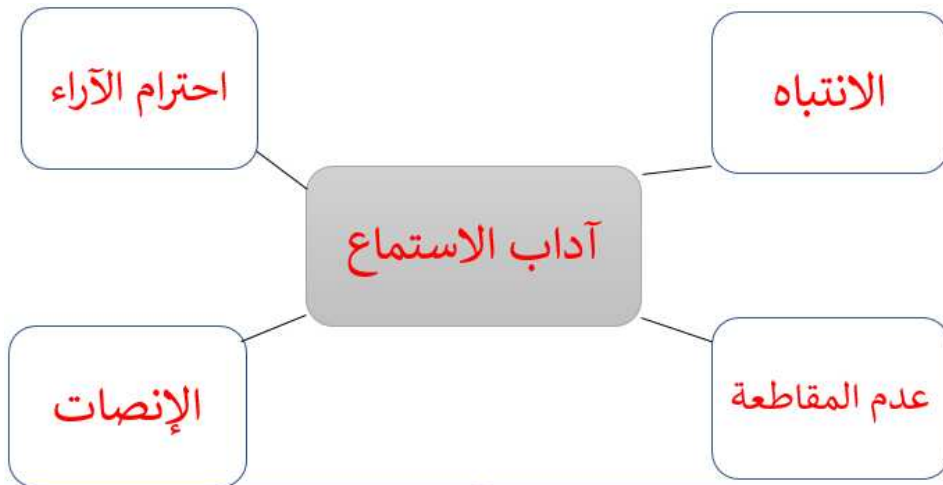 الانتباه
احترام الآراء
آداب الاستماع
عدم المقاطعة
الإنصات